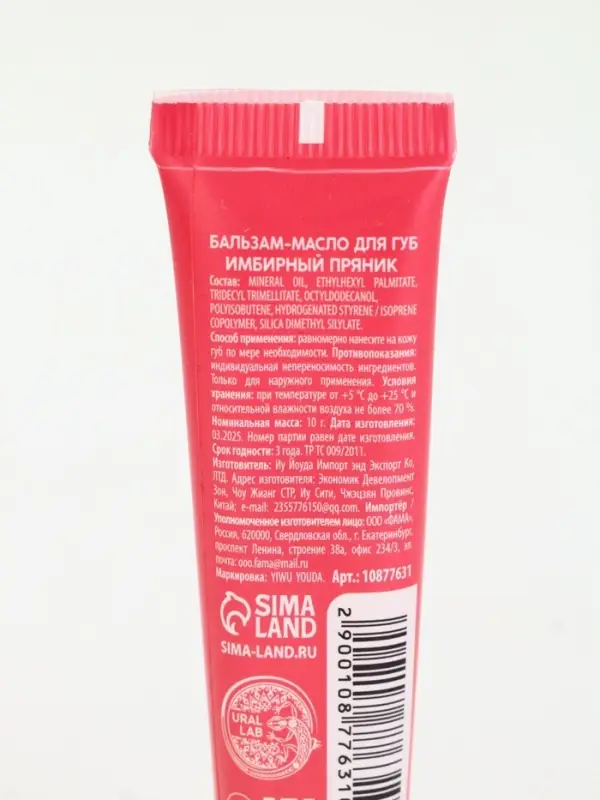 БАЛЬЗАМ-МАСЛО ДЛЯ ГУБ
ИМБИРНЫЙ ПРЯНИК
Состав: MINERAL OIL, ETHYLHEXYL PALMITATE,
TRIDECYL TRIMELLITATE, OCTYLDODECANOL,
POLYISOBUTENE, HYDROGENATED STYRENE / ISOPRENE
COPOLYMER, SILICA DIMETHYL SILYLATE.
Способ применения: равномерно нанесите на кожу
губ по мере необходимости. Противопоказания:
индивидуальная непереносимость ингредиентов.
Только для наружного применения. Условия
хранения: при температуре от +5 °C до +25 °C и
относительной влажности воздуха не более 70 %.
Номинальная масса: 10 г. Дата изготовления:
03.2025. Номер партии равен дате изготовления.
Срок годности: 3 года. ТР ТС 009/2011.
Изготовитель: Иу Йоуда Импорт энд Экспорт Ко,
ЛТД. Адрес изготовителя: Экономик Девелопмент
Зон, Чоу Жианг СТР, Иу Сити, Чжэцзян Провинс,
Китай; e-mail: 2355776150@qq.com. Импортёр /
Уполномоченное изготовителем лицо: ООО «ФАМА»,
Россия, 620000, Свердловская обл., г. Екатеринбург,
проспект Ленина, строение 38а, офис 234/3, эл.
почта: ooo.fama@mail.ru
Маркировка: YIWU YOUDA. Арт.: 10877631
SIMA
LAND
SIMA-LAND.RU
URAL
LAB
2 900108 77631